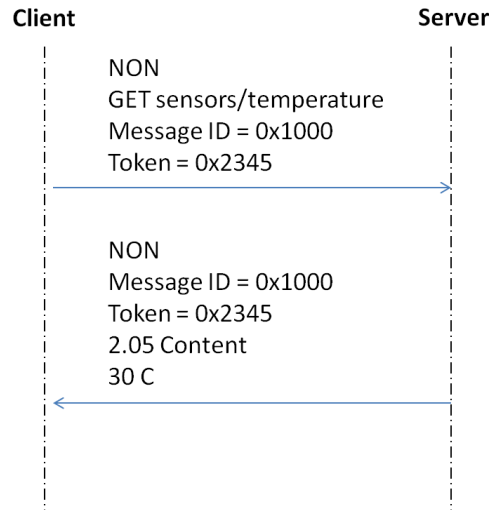 Client
Server
NON
GET sensors/temperature
Message ID = 0x1000
Token = 0x2345
NON
Message ID = 0x1000
Token = 0x2345
2.05 Content
30 C